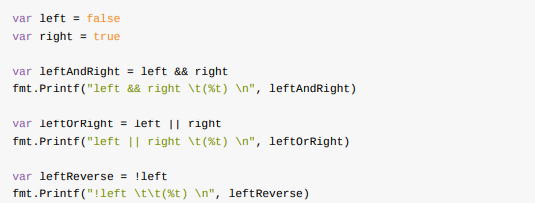 var left = false
var right = true
var leftAndRight = left && right
fmt.Printf("left && right \t(%t) \n", leftAndRight)
var leftOrRight = left || right
fmt.Printf("left || right \t(%t) \n", leftOrRight)
var leftReverse = !left
fmt.Printf("!left \t\t(%t) \n", leftReverse)